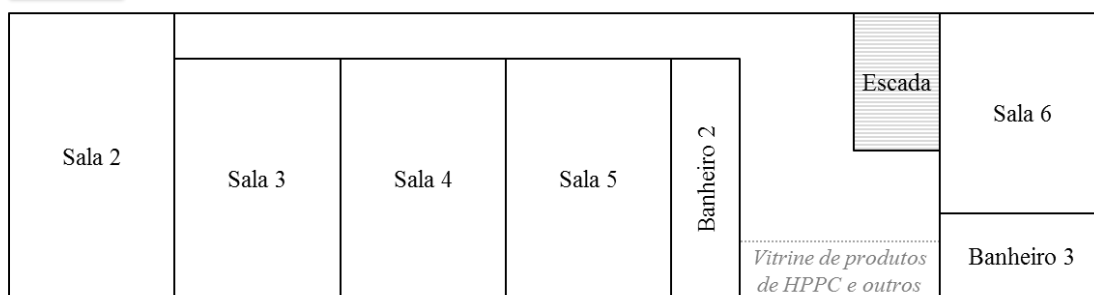 Sala 2
Sala 3
Sala 4
Sala 5
Banheiro 2
Escada
Sala 6
Vitrine de produtos
de HPPC e outros
Banheiro 3